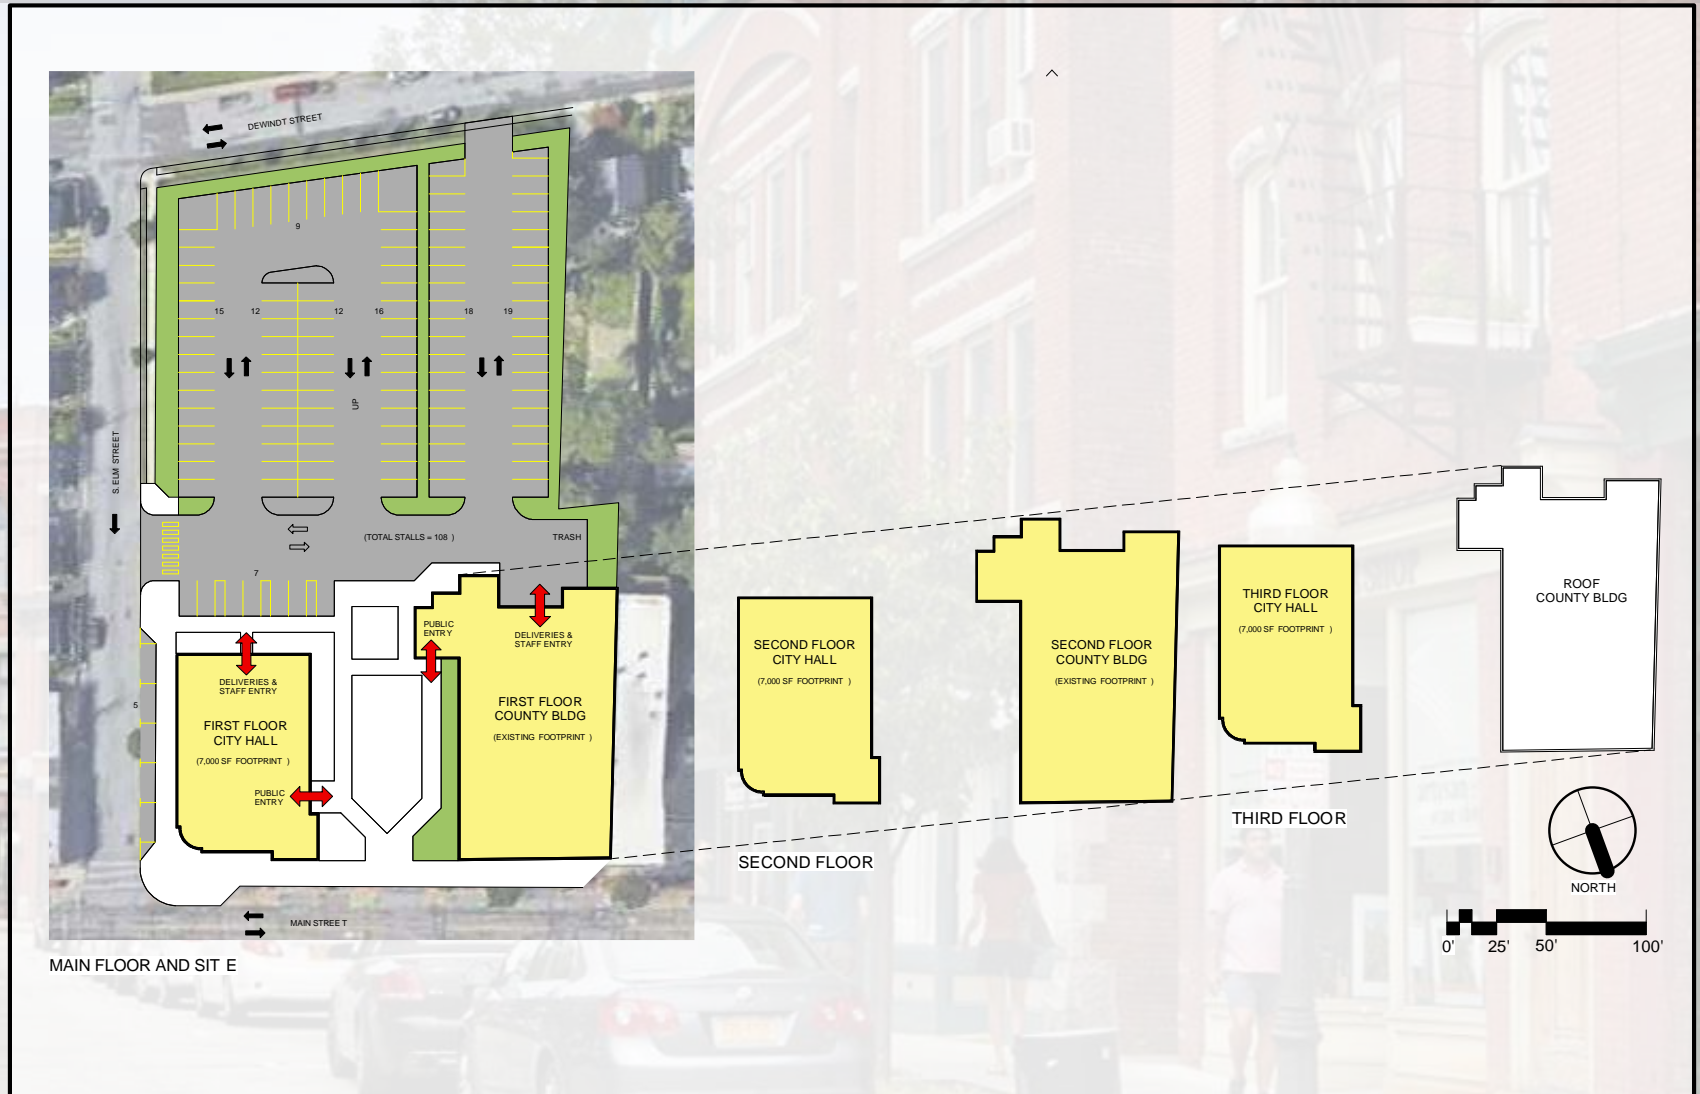 DEWINDT STREET
9
15
12
12
16
18
19
UP
S. ELM STREET
(TOTAL STALLS = 108 )
TRASH
7
PUBLIC
ENTRY
DELIVERIES &
STAFF ENTRY
DELIVERIES &
STAFF ENTRY
5
FIRST FLOOR
CITY HALL
(7,000 SF FOOTPRINT )
FIRST FLOOR
COUNTY BLDG
(EXISTING FOOTPRINT )
PUBLIC
ENTRY
MAIN STREET
MAIN FLOOR AND SIT E
SECOND FLOOR
CITY HALL
(7,000 SF FOOTPRINT )
SECOND FLOOR
SECOND FLOOR
COUNTY BLDG
(EXISTING FOOTPRINT )
THIRD FLOOR
CITY HALL
(7,000 SF FOOTPRINT )
THIRD FLOOR
ROOF
COUNTY BLDG
NORTH
0' 25' 50' 100'